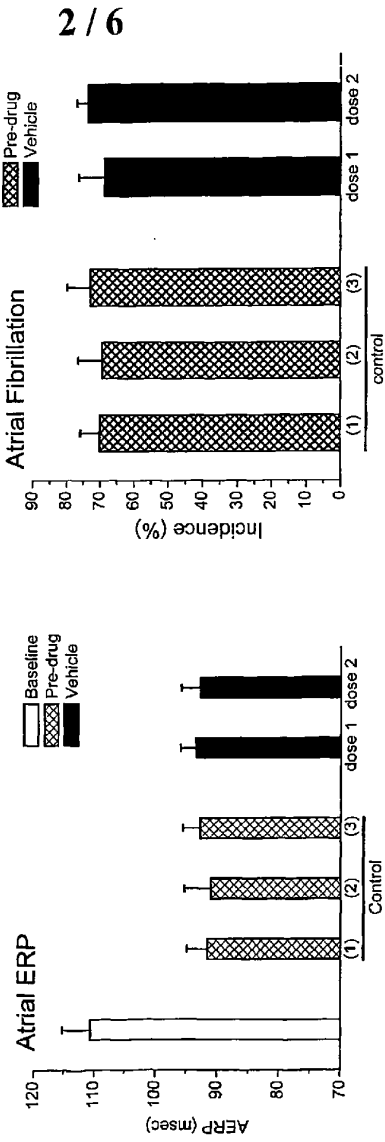 2 / 6
Atrial ERP
Baseline
Pre-drug
Vehicle
AERP (msec)
120
110
100
90
80
70
(1) (2) (3) dose 1 dose 2
Control
Atrial Fibrillation
Pre-drug
Vehicle
Incidence (%)
90
80
70
60
50
40
30
20
10
0
(1) (2) (3) dose 1 dose 2
control